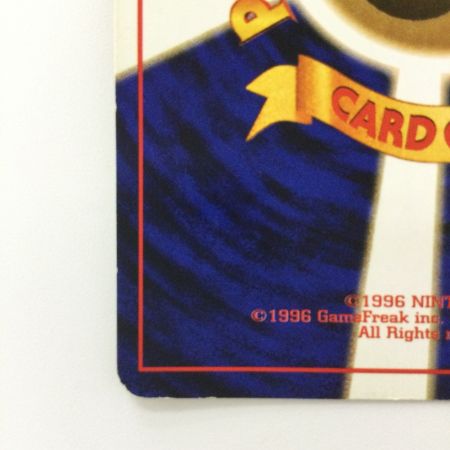 P
CARD
©1996 NIN
©1996 GameFreak inc.
All Rights